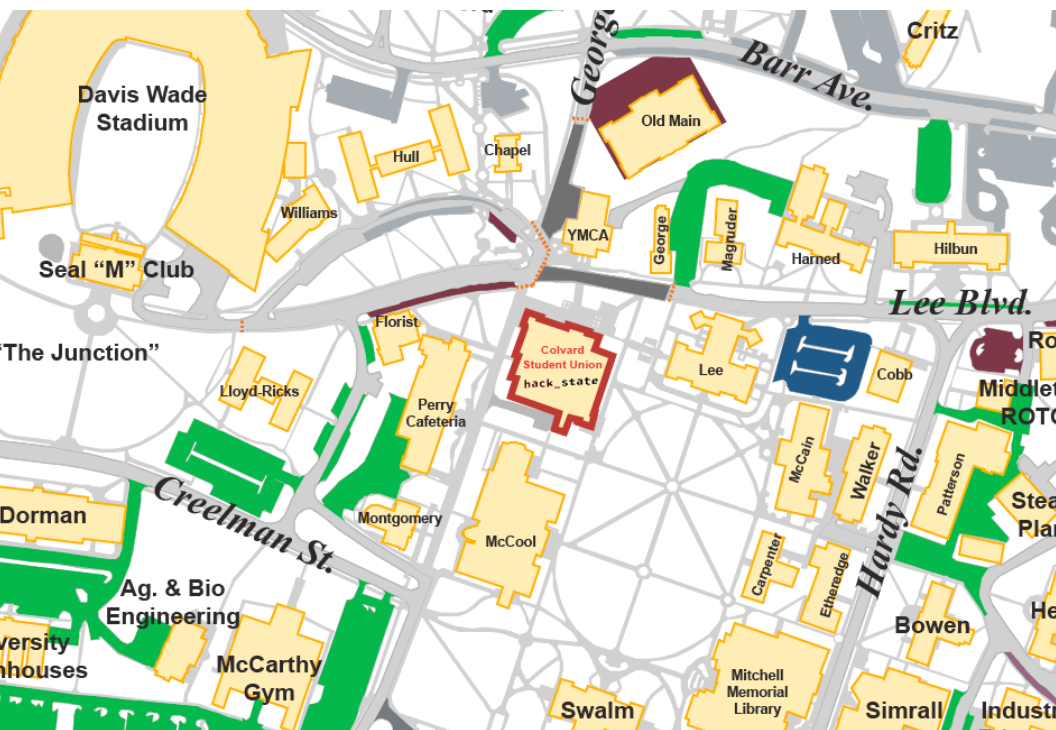 Critz
George
Barr Ave.
Davis Wade
Stadium
Old Main
Chapel
Hull
Williams
YMCA
George
Magruder
Harned
Hilbun
Seal “M” Club
Lee Blvd.
Florist
"The Junction”
Colvard
Student Union
hack_state
Lee
Cobb
Lloyd-Ricks
Perry
Cafeteria
ROTC
McCain
Walker
Patterson
Creelman St.
Dorman
Montgomery
McCool
Hardy Rd.
Carpenter
Etheredge
Ag. & Bio
Engineering
Bowen
McCarthy
Gym
Mitchell
Memorial
Library
Swalm
Simrall